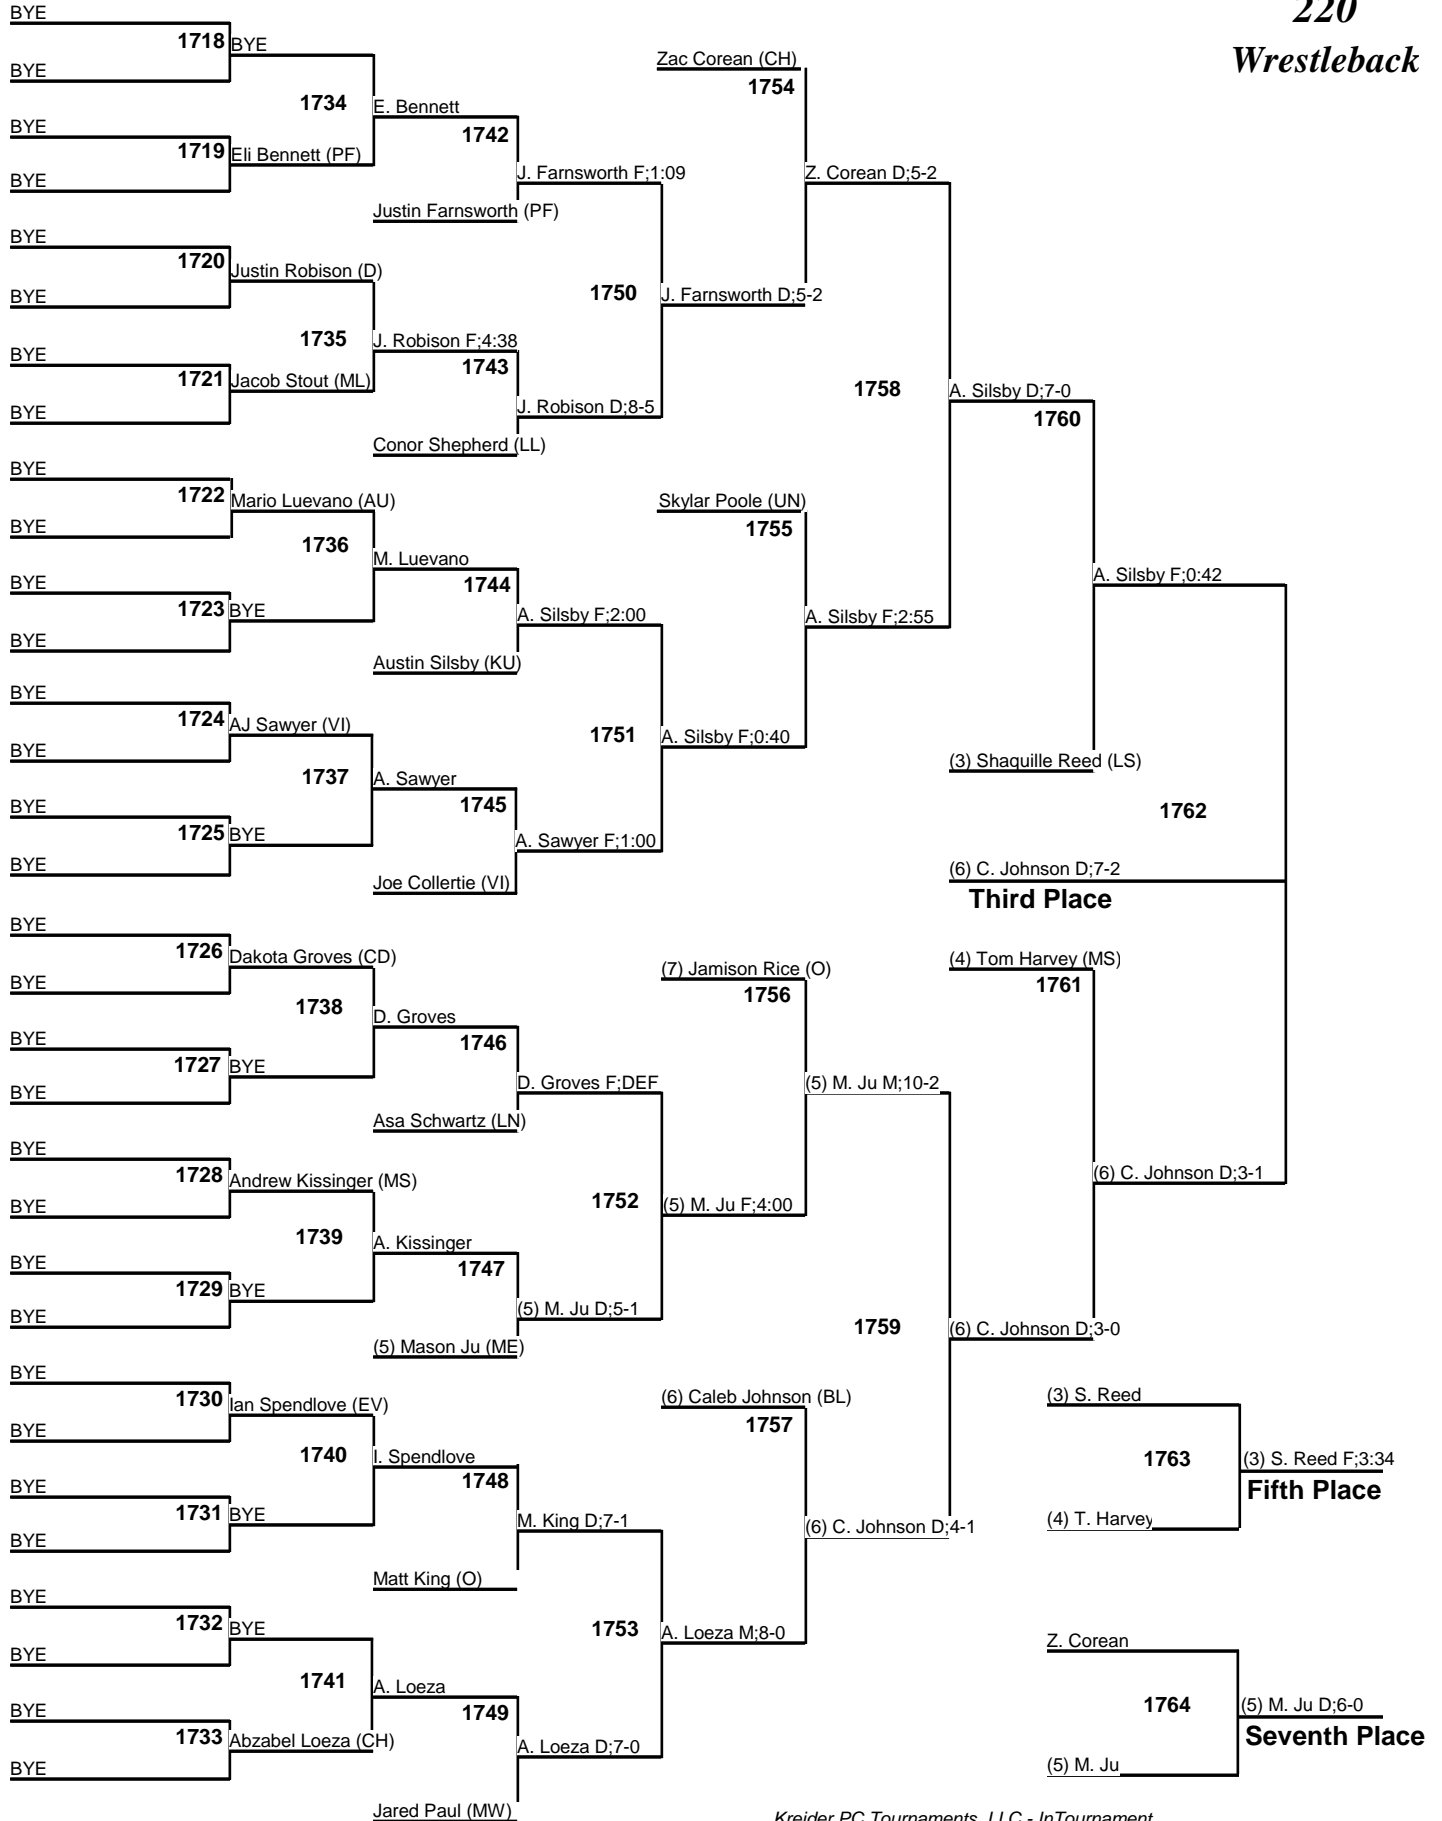 220
Wrestleback
BYE
1718 BYE
BYE
1734 E. Bennett
BYE
1719 Eli Bennett (PF)
BYE
1742 J. Farnsworth F;1:09
Justin Farnsworth (PF)
BYE
1720 Justin Robison (D)
BYE
1735 J. Robison F;4:38
BYE
1721 Jacob Stout (ML)
BYE
1743 J. Robison D;8-5
Conor Shepherd (LL)
1750 J. Farnsworth D;5-2
Zac Corean (CH)
1754 Z. Corean D;5-2
BYE
1722 Mario Luevano (AU)
BYE
1736 M. Luevano
BYE
1723 BYE
BYE
1744 A. Silsby F;2:00
Austin Silsby (KU)
BYE
1724 AJ Sawyer (VI)
BYE
1737 A. Sawyer
BYE
1725 BYE
BYE
1745 A. Sawyer F;1:00
Joe Collertie (VI)
1751 A. Silsby F;0:40
Skylar Poole (UN)
1755 A. Silsby F;2:55
1758 A. Silsby D;7-0
1760 A. Silsby F;0:42
(3) Shaquille Reed (LS)
1762
(6) C. Johnson D;7-2
Third Place
BYE
1726 Dakota Groves (CD)
BYE
1738 D. Groves
BYE
1727 BYE
BYE
1746 D. Groves F;DEF
Asa Schwartz (LN)
BYE
1728 Andrew Kissinger (MS)
BYE
1739 A. Kissinger
BYE
1729 BYE
BYE
1747 (5) M. Ju D;5-1
(5) Mason Ju (ME)
1752 (5) M. Ju F;4:00
(7) Jamison Rice (O)
1756 (5) M. Ju M;10-2
BYE
1730 Ian Spendlove (EV)
BYE
1740 I. Spendlove
BYE
1731 BYE
BYE
1748 M. King D;7-1
Matt King (O)
BYE
1732 BYE
BYE
1741 A. Loeza
BYE
1733 Abzabel Loeza (CH)
BYE
1749 A. Loeza D;7-0
Jared Paul (MW)
1753 A. Loeza M;8-0
(6) Caleb Johnson (BL)
1757 (6) C. Johnson D;4-1
1759 (6) C. Johnson D;3-0
(4) Tom Harvey (MS)
1761 (6) C. Johnson D;3-1
(3) S. Reed
1763 (3) S. Reed F;3:34
Fifth Place
(4) T. Harvey
Z. Corean
1764 (5) M. Ju D;6-0
Seventh Place
(5) M. Ju
Kreider PC Tournaments, LLC - InTournament